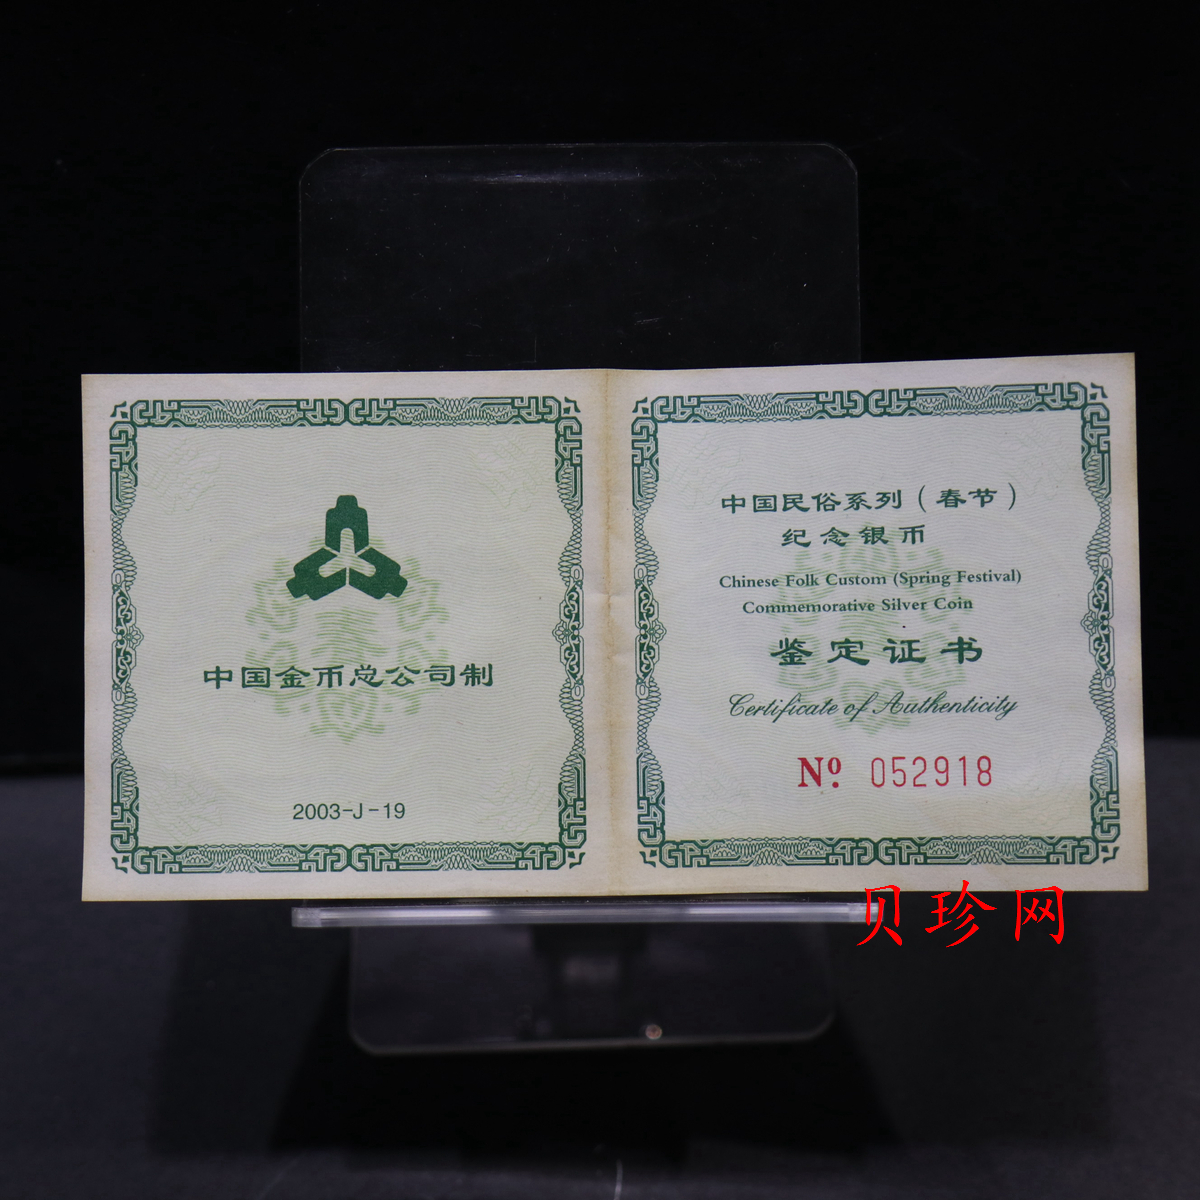 中国金币总公司制
2003-J-19
中国民俗系列（春节）
纪念银币
Chinese Folk Custom (Spring Festival)
Commemorative Silver Coin
鉴定证书
Certificate of Authenticity
Nº 052918
贝珍网